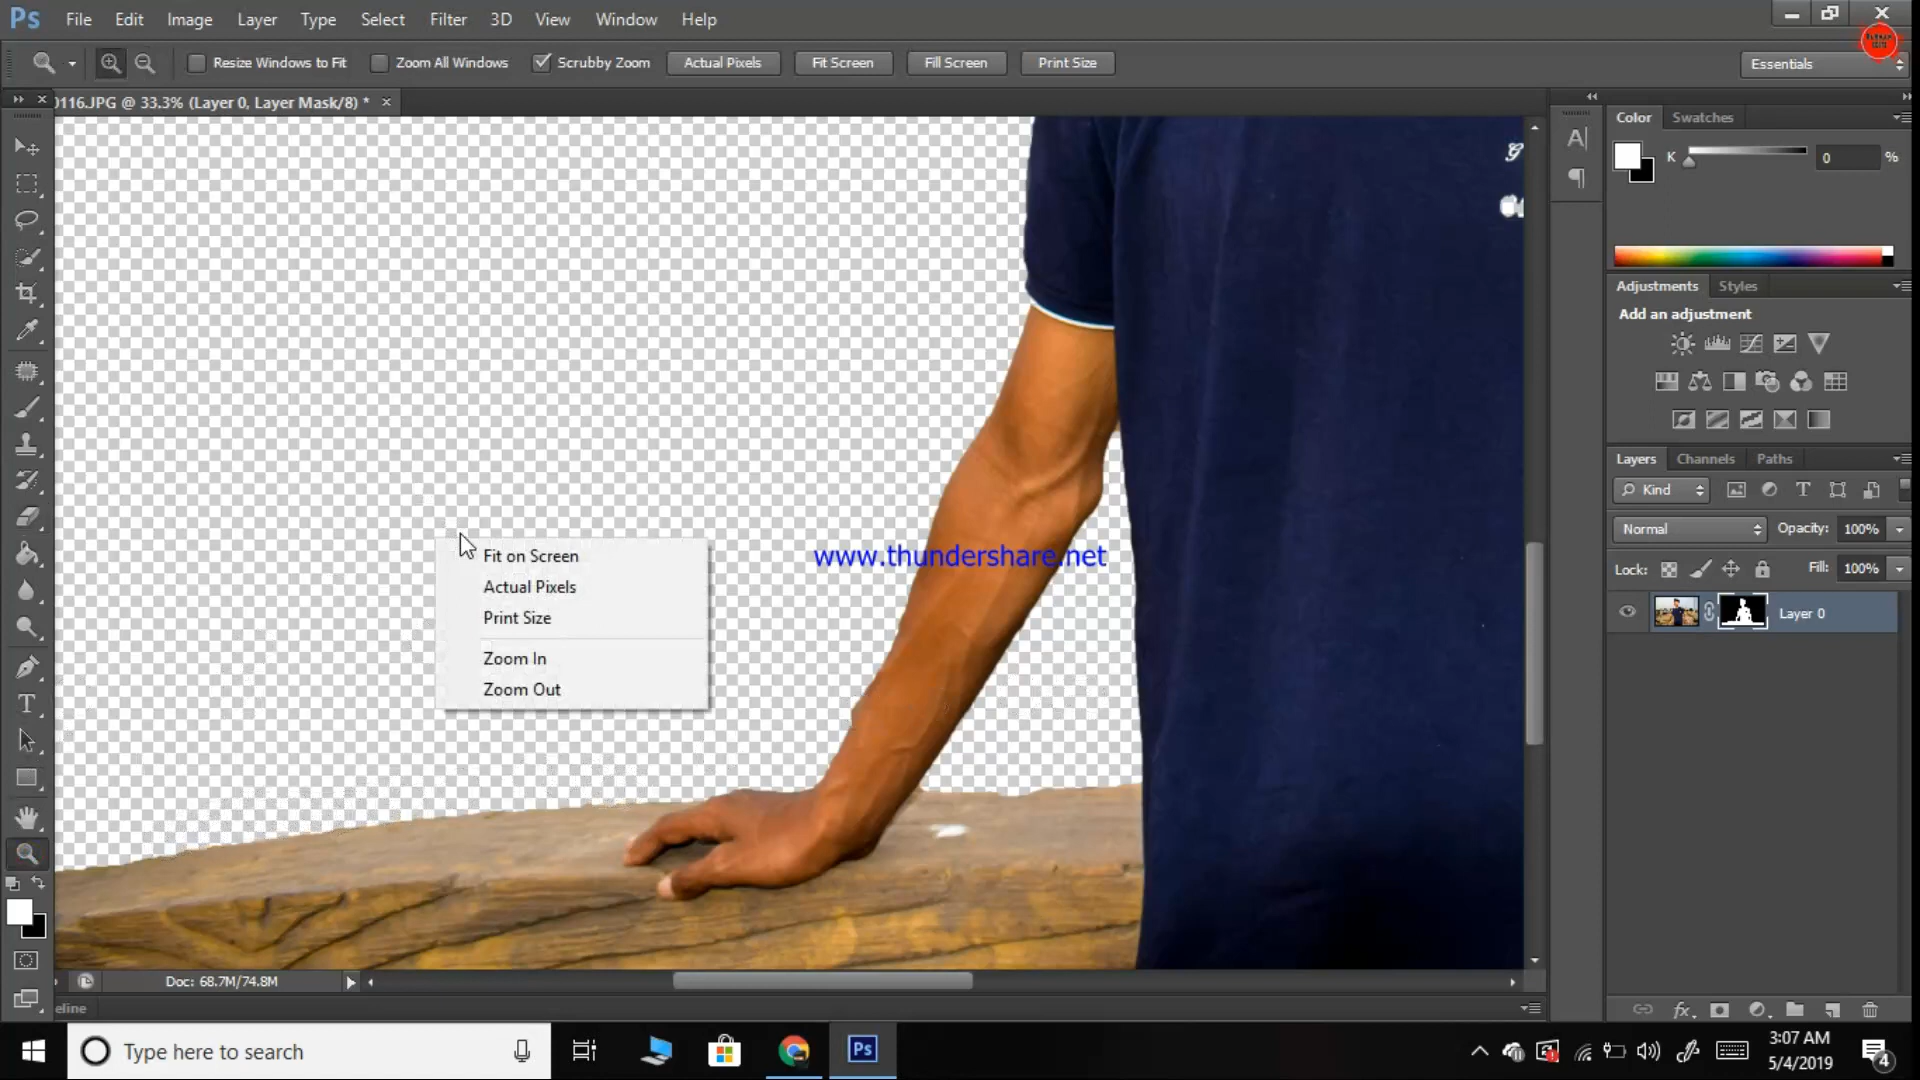 Ps File Edit Image Layer Type Select Filter 3D View Window Help
Resize Windows to Fit Zoom All Windows Scrubby Zoom Actual Pixels Fit Screen Fill Screen Print Size Essentials
0116.JPG @ 33.3% (Layer 0, Layer Mask/8) * ×
Color Swatches
K 0 %
Adjustments Styles
Add an adjustment
Layers Channels Paths
Kind
Normal Opacity: 100%
Lock: Fill: 100%
Layer 0
www.thundershare.net
Fit on Screen
Actual Pixels
Print Size
Zoom In
Zoom Out
Doc: 68.7M/74.8M
eline
Type here to search
Ps
3:07 AM
5/4/2019
4